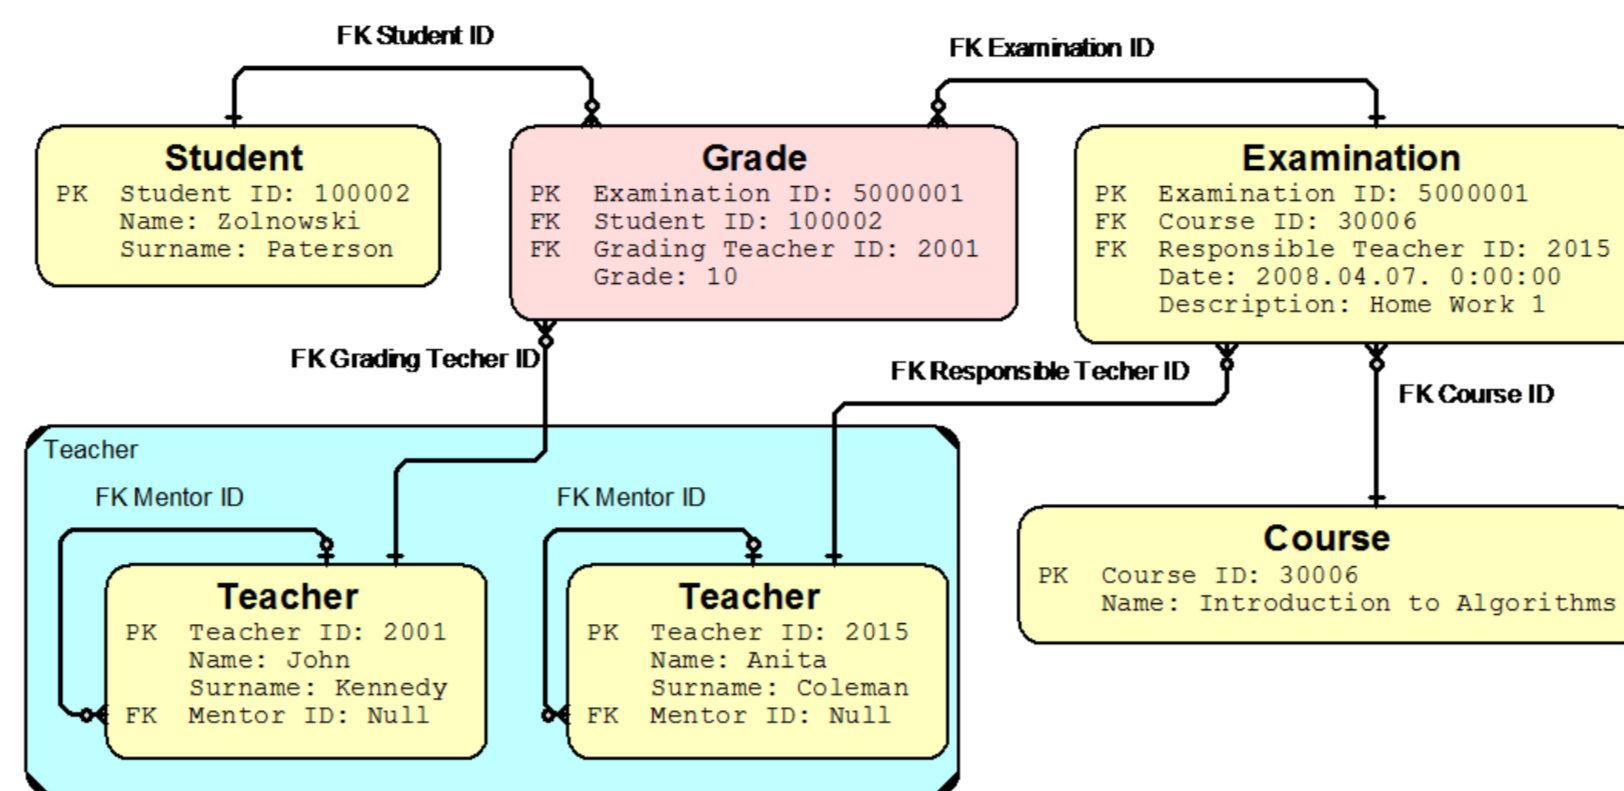 FK Student ID
FK Examination ID
Student
PK Student ID: 100002
Name: Zolnowski
Surname: Paterson
Grade
PK Examination ID: 5000001
FK Student ID: 100002
FK Grading Teacher ID: 2001
Grade: 10
Examination
PK Examination ID: 5000001
FK Course ID: 30006
FK Responsible Teacher ID: 2015
Date: 2008.04.07. 0:00:00
Description: Home Work 1
FK Grading Techer ID
FK Responsible Techer ID
FK Course ID
Teacher
FK Mentor ID
FK Mentor ID
Teacher
PK Teacher ID: 2001
Name: John
Surname: Kennedy
FK Mentor ID: Null
Teacher
PK Teacher ID: 2015
Name: Anita
Surname: Coleman
FK Mentor ID: Null
Course
PK Course ID: 30006
Name: Introduction to Algorithms